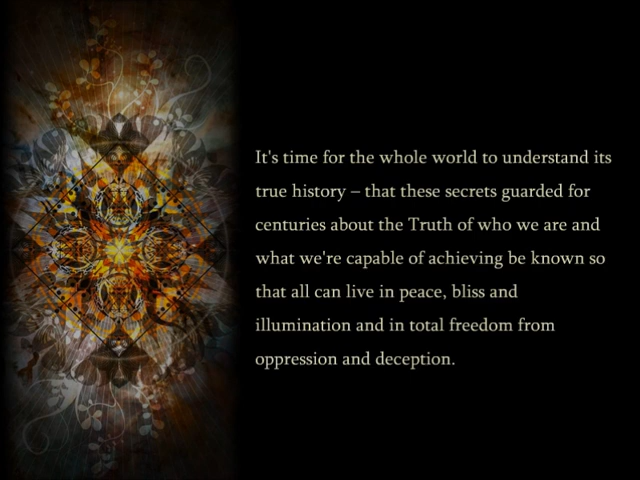 It's time for the whole world to understand its
true history – that these secrets guarded for
centuries about the Truth of who we are and
what we're capable of achieving be known so
that all can live in peace, bliss and
illumination and in total freedom from
oppression and deception.